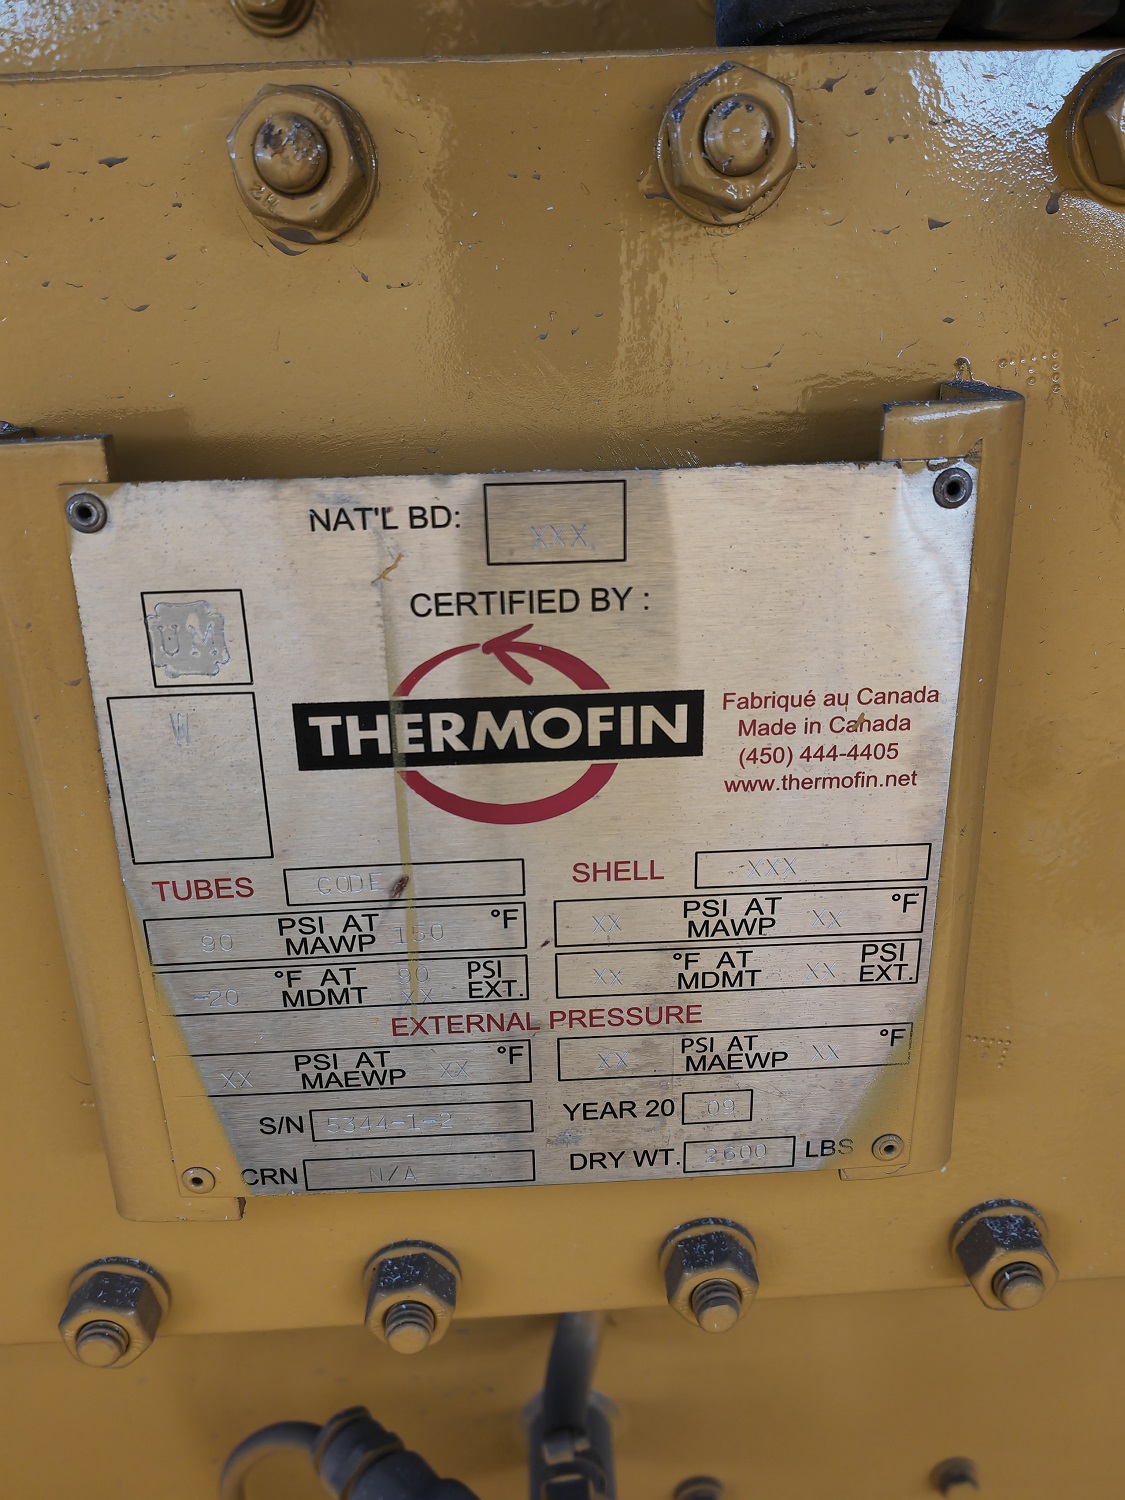 NAT'L BD: XXX
CERTIFIED BY :
UM
W
THERMOFIN
Fabriqué au Canada
Made in Canada
(450) 444-4405
www.thermofin.net
TUBES CODE
90 PSI AT MAWP 150 °F
-20 °F AT MDMT 90 XX PSI EXT.
SHELL XXX
XX PSI AT MAWP XX °F
XX °F AT MDMT XX PSI EXT.
EXTERNAL PRESSURE
XX PSI AT MAEWP XX °F
XX PSI AT MAEWP XX °F
S/N 5344-1-2
YEAR 20 09
CRN N/A
DRY WT. 2600 LBS